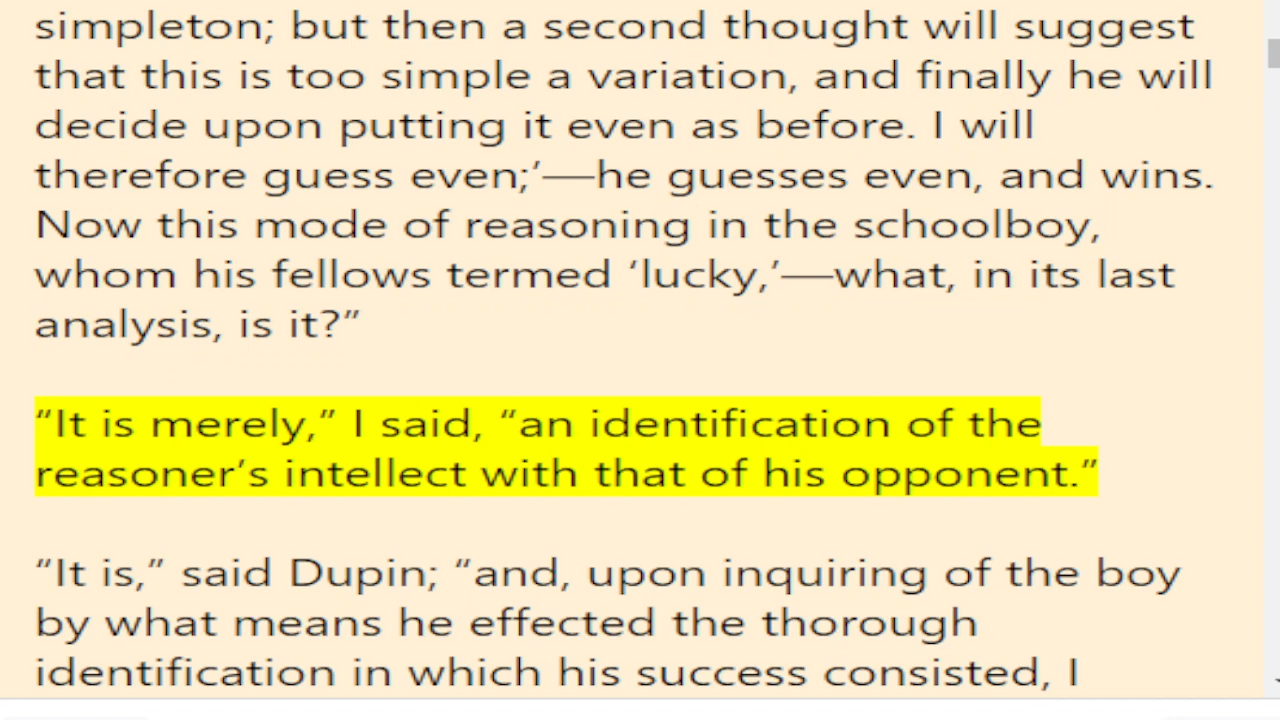 simpleton; but then a second thought will suggest
that this is too simple a variation, and finally he will
decide upon putting it even as before. I will
therefore guess even;’—he guesses even, and wins.
Now this mode of reasoning in the schoolboy,
whom his fellows termed ‘lucky,’—what, in its last
analysis, is it?”
“It is merely,” I said, “an identification of the
reasoner’s intellect with that of his opponent.”
“It is,” said Dupin; “and, upon inquiring of the boy
by what means he effected the thorough
identification in which his success consisted, I